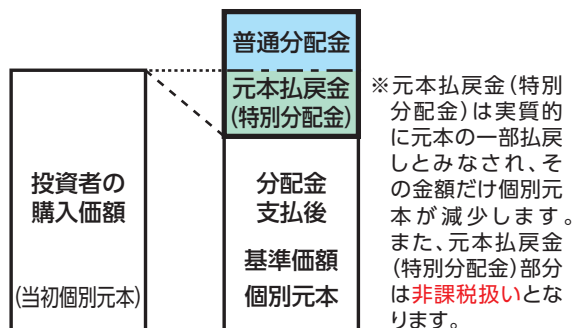 普通分配金
元本払戻金
(特別分配金)
投資者の
購入価額
(当初個別元本)
分配金
支払後
基準価額
個別元本
※元本払戻金(特別
分配金)は実質的
に元本の一部払戻
しとみなされ、そ
の金額だけ個別元
本が減少します。
また、元本払戻金
(特別分配金)部分
は非課税扱いとな
ります。